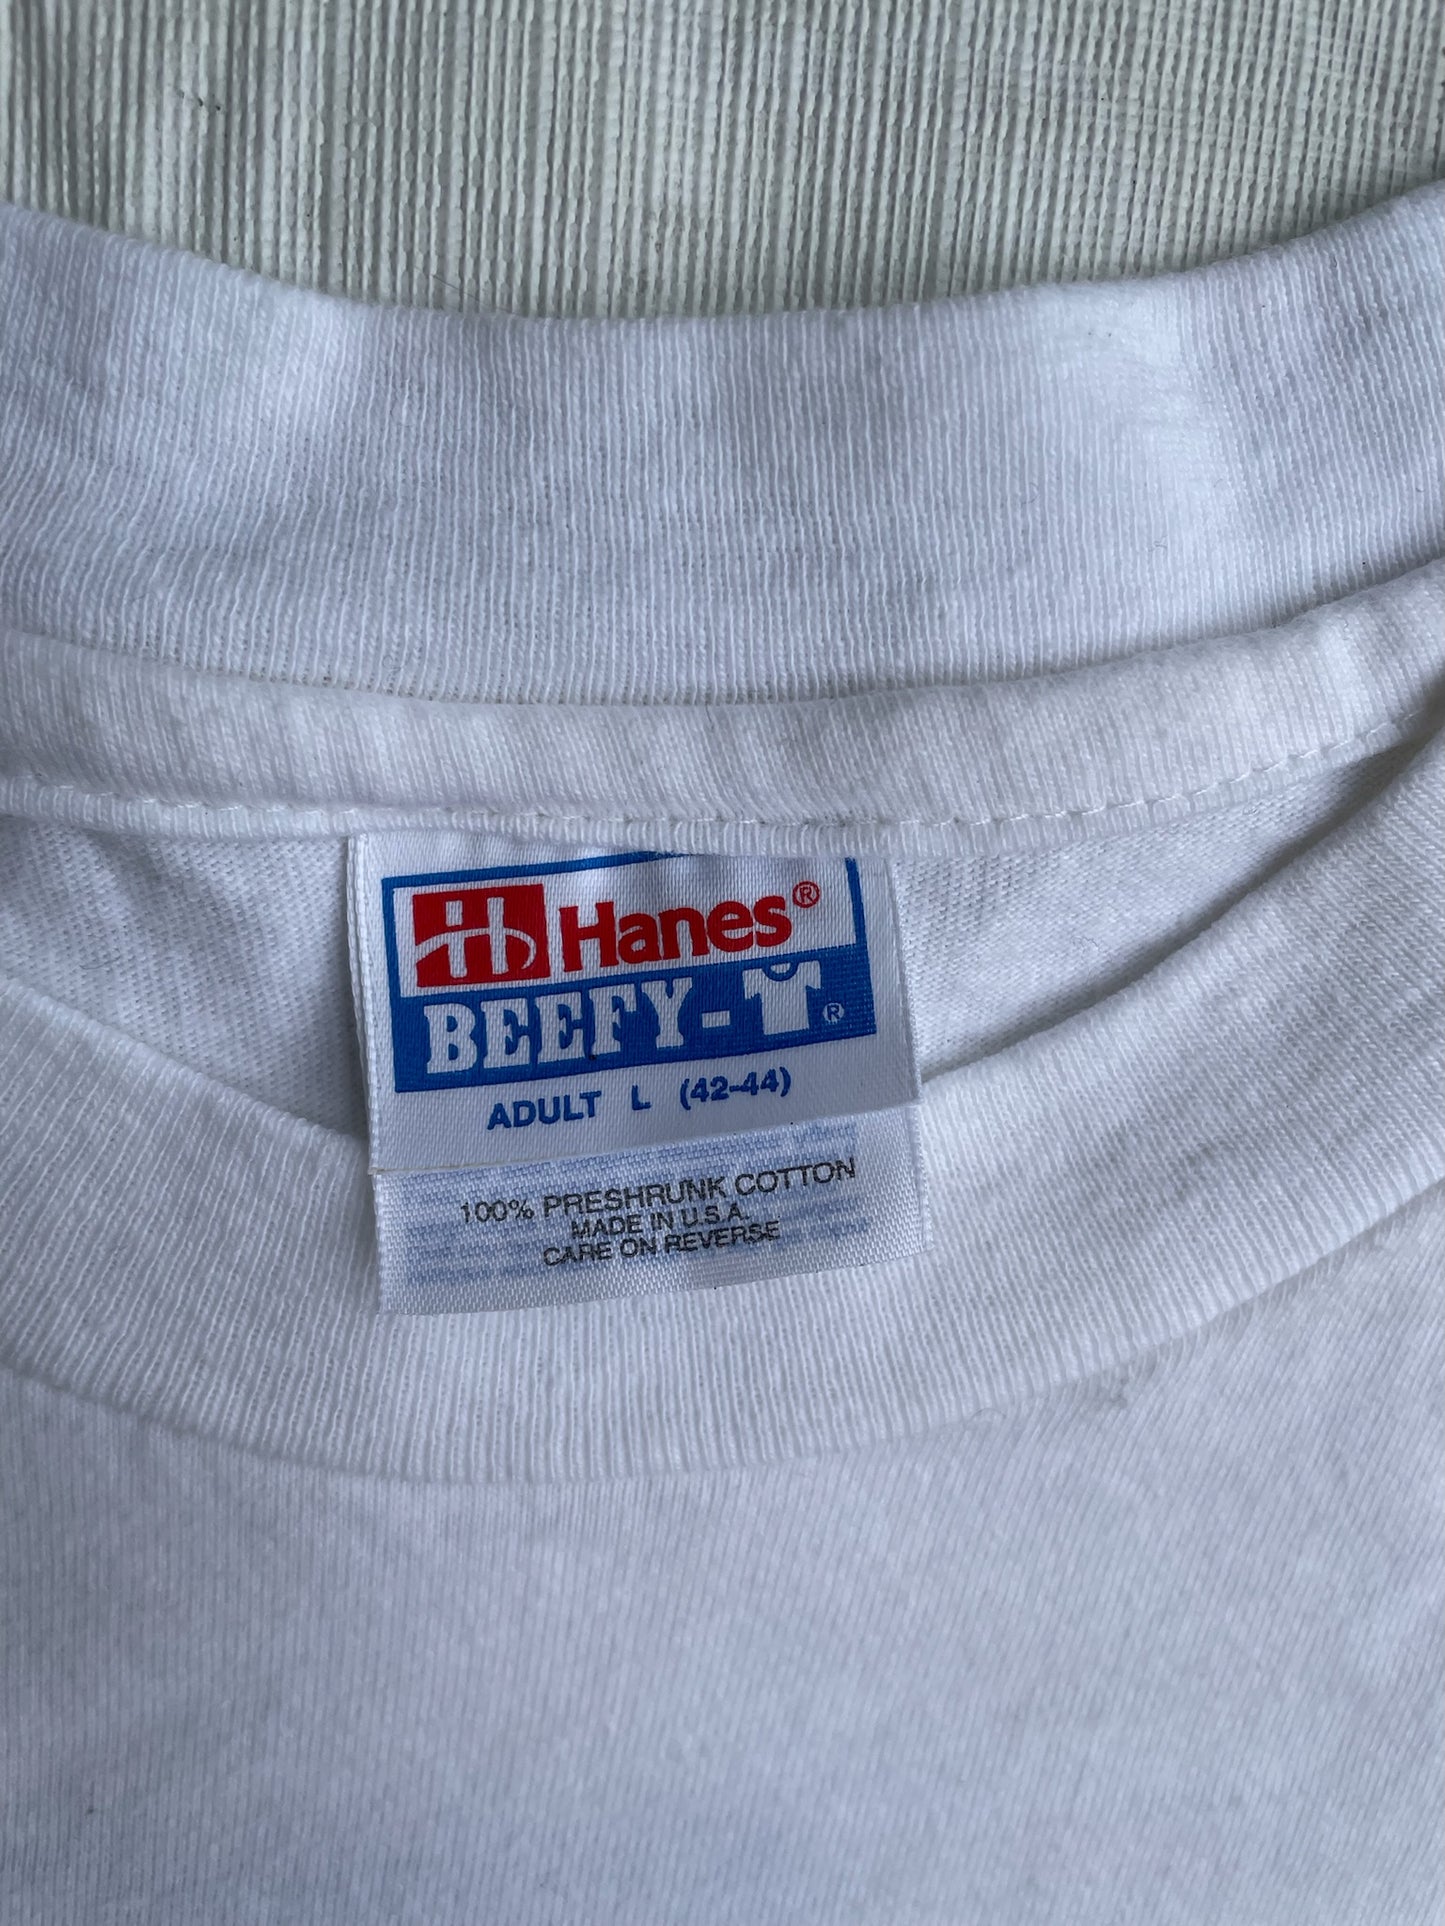 Hanes®
BEEFY-T®
ADULT L (42-44)
100% PRESHRUNK COTTON
MADE IN U.S.A.
CARE ON REVERSE